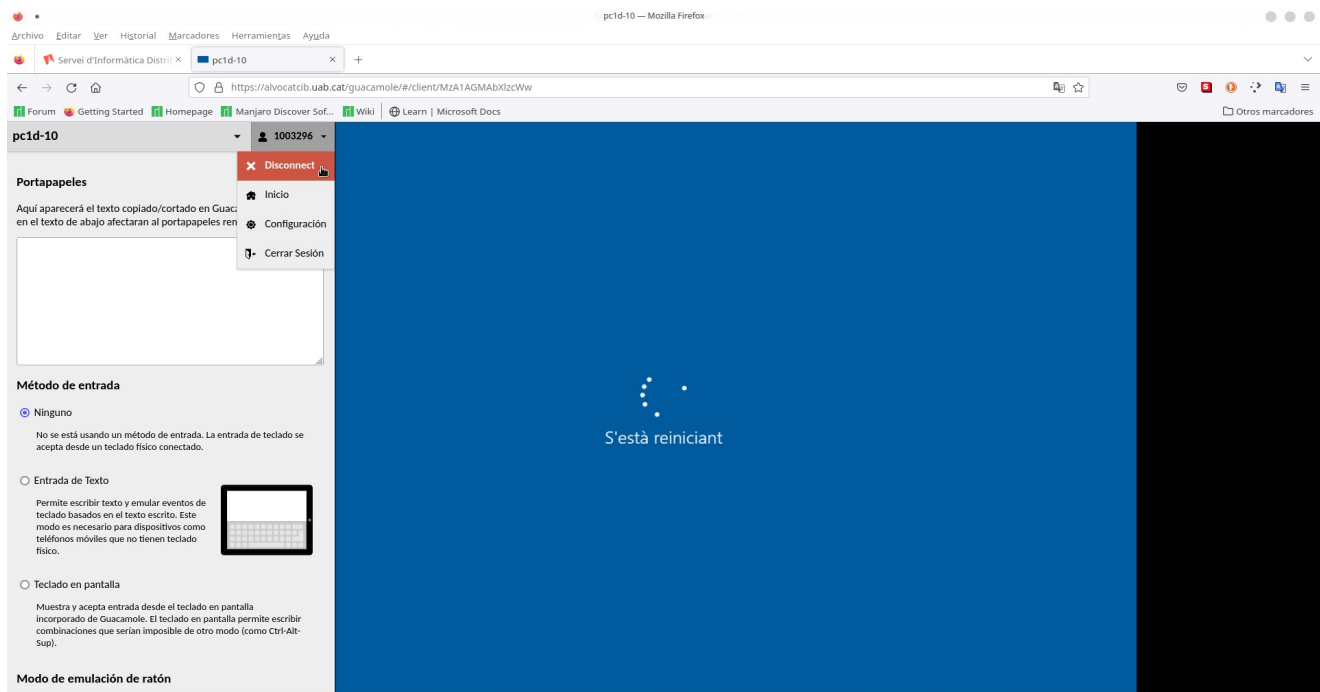 pc1d-10 — Mozilla Firefox
Archivo Editar Ver Historial Marcadores Herramientas Ayuda
Servei d'Informàtica Distri
pc1d-10
https://alvocatcib.uab.cat/guacamole/#/client/MzA1AGMAbXlzcWw
Forum Getting Started Homepage Manjaro Discover Sof... Wiki Learn | Microsoft Docs Otros marcadores
pc1d-10 1003296
Disconnect
Inicio
Configuración
Cerrar Sesión
Portapapeles
Aquí aparecerá el texto copiado/cortado en Guaca
en el texto de abajo afectaran al portapapeles rem
Método de entrada
Ninguno
No se está usando un método de entrada. La entrada de teclado se
acepta desde un teclado físico conectado.
Entrada de Texto
Permite escribir texto y emular eventos de
teclado basados en el texto escrito. Este
modo es necesario para dispositivos como
teléfonos móviles que no tienen teclado
físico.
Teclado en pantalla
Muestra y acepta entrada desde el teclado en pantalla
incorporado de Guacamole. El teclado en pantalla permite escribir
combinaciones que serían imposible de otro modo (como Ctrl-Alt-
Sup).
Modo de emulación de ratón
S'està reiniciant